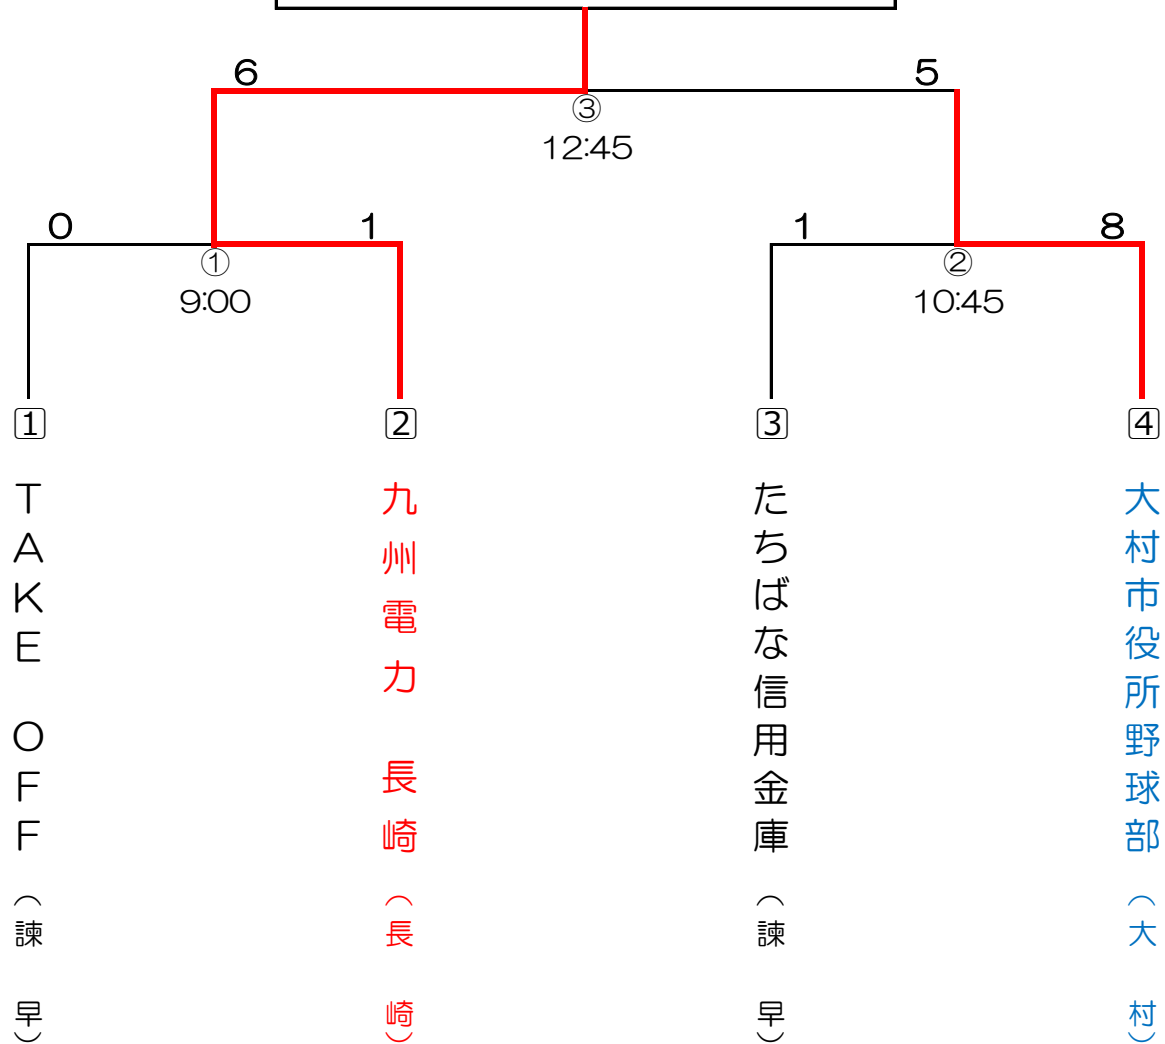 6 5
③
12:45
0 1 1 8
① ②
9:00 10:45
1 2 3 4
TAKE OFF (諫 早)
九州電力 長崎 (長 崎)
たちばな信用金庫 (諫 早)
大村市役所野球部 (大 村)